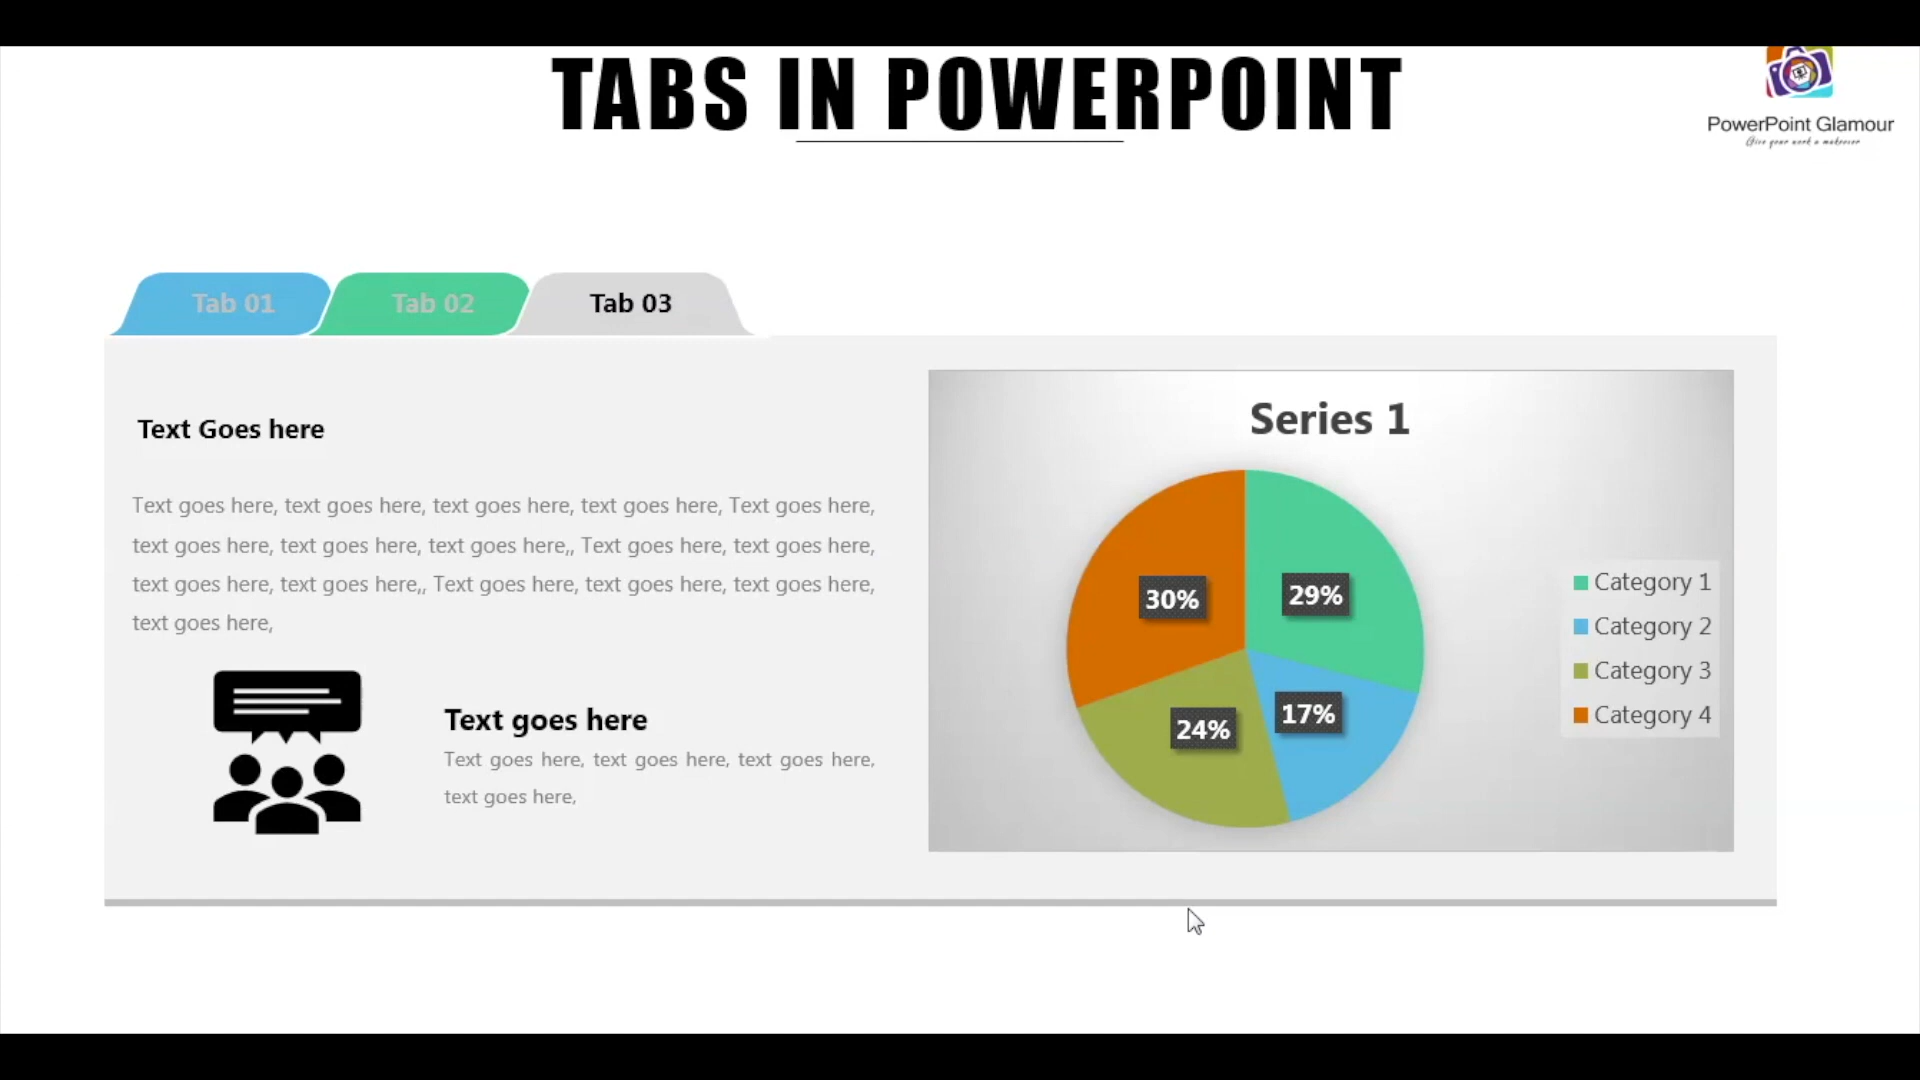 TABS IN POWERPOINT
PowerPoint Glamour
Give your work a makeover
Tab 01
Tab 02
Tab 03
Text Goes here
Text goes here, text goes here, text goes here, text goes here, Text goes here,
text goes here, text goes here, text goes here,, Text goes here, text goes here,
text goes here, text goes here,, Text goes here, text goes here, text goes here,
text goes here,
Text goes here
Text goes here, text goes here, text goes here,
text goes here,
Series 1
30%
29%
24%
17%
Category 1
Category 2
Category 3
Category 4